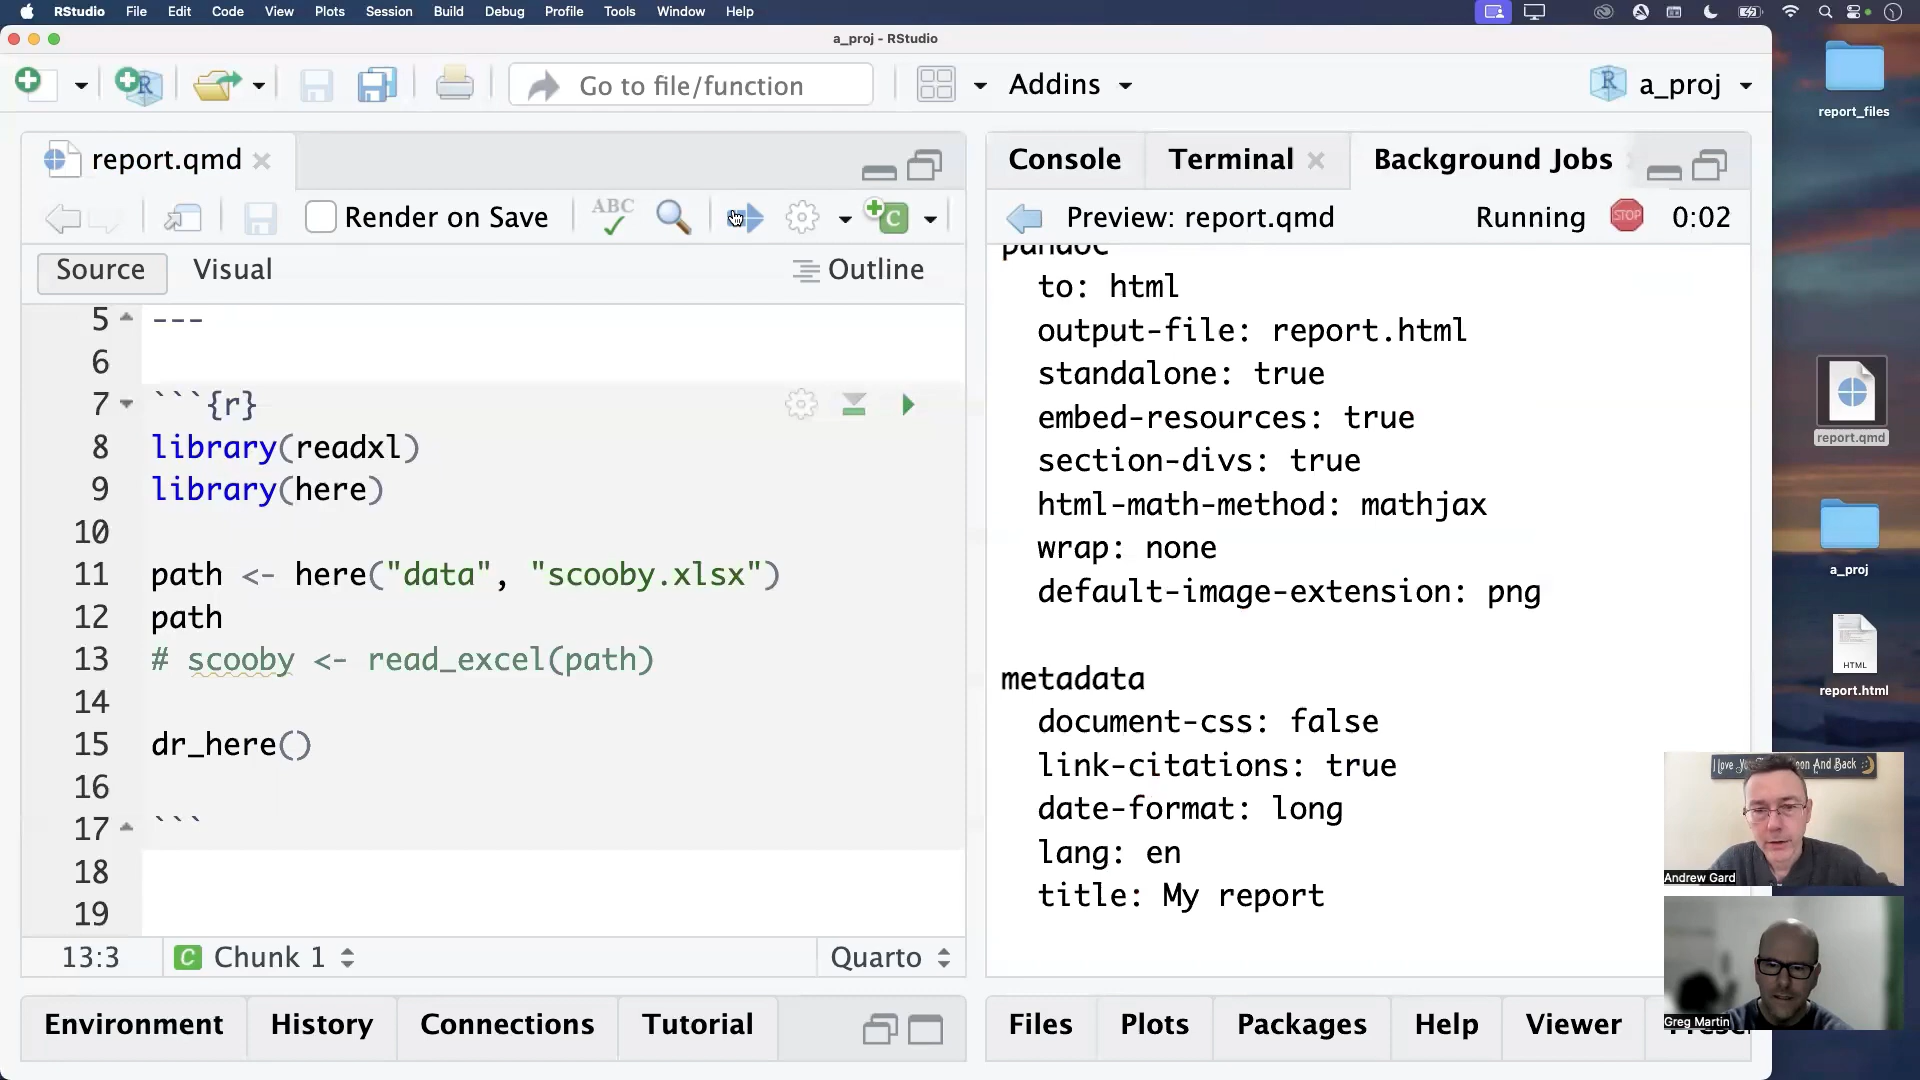 RStudio File Edit Code View Plots Session Build Debug Profile Tools Window Help
a_proj - RStudio
Go to file/function
Addins
a_proj
report_files
report.qmd
Console
Terminal
Background Jobs
Render on Save
ABC
Preview: report.qmd
Running
STOP
0:02
Source
Visual
Outline
5 ---
6
7 ```{r}
8 library(readxl)
9 library(here)
10
11 path <- here("data", "scooby.xlsx")
12 path
13 # scooby <- read_excel(path)
14
15 dr_here()
16
17 ```
18
19
13:3
C Chunk 1
Quarto
pandoc
to: html
output-file: report.html
standalone: true
embed-resources: true
section-divs: true
html-math-method: mathjax
wrap: none
default-image-extension: png
metadata
document-css: false
link-citations: true
date-format: long
lang: en
title: My report
report.qmd
a_proj
HTML
report.html
And Back
Andrew Gard
Greg Martin
Environment
History
Connections
Tutorial
Files
Plots
Packages
Help
Viewer